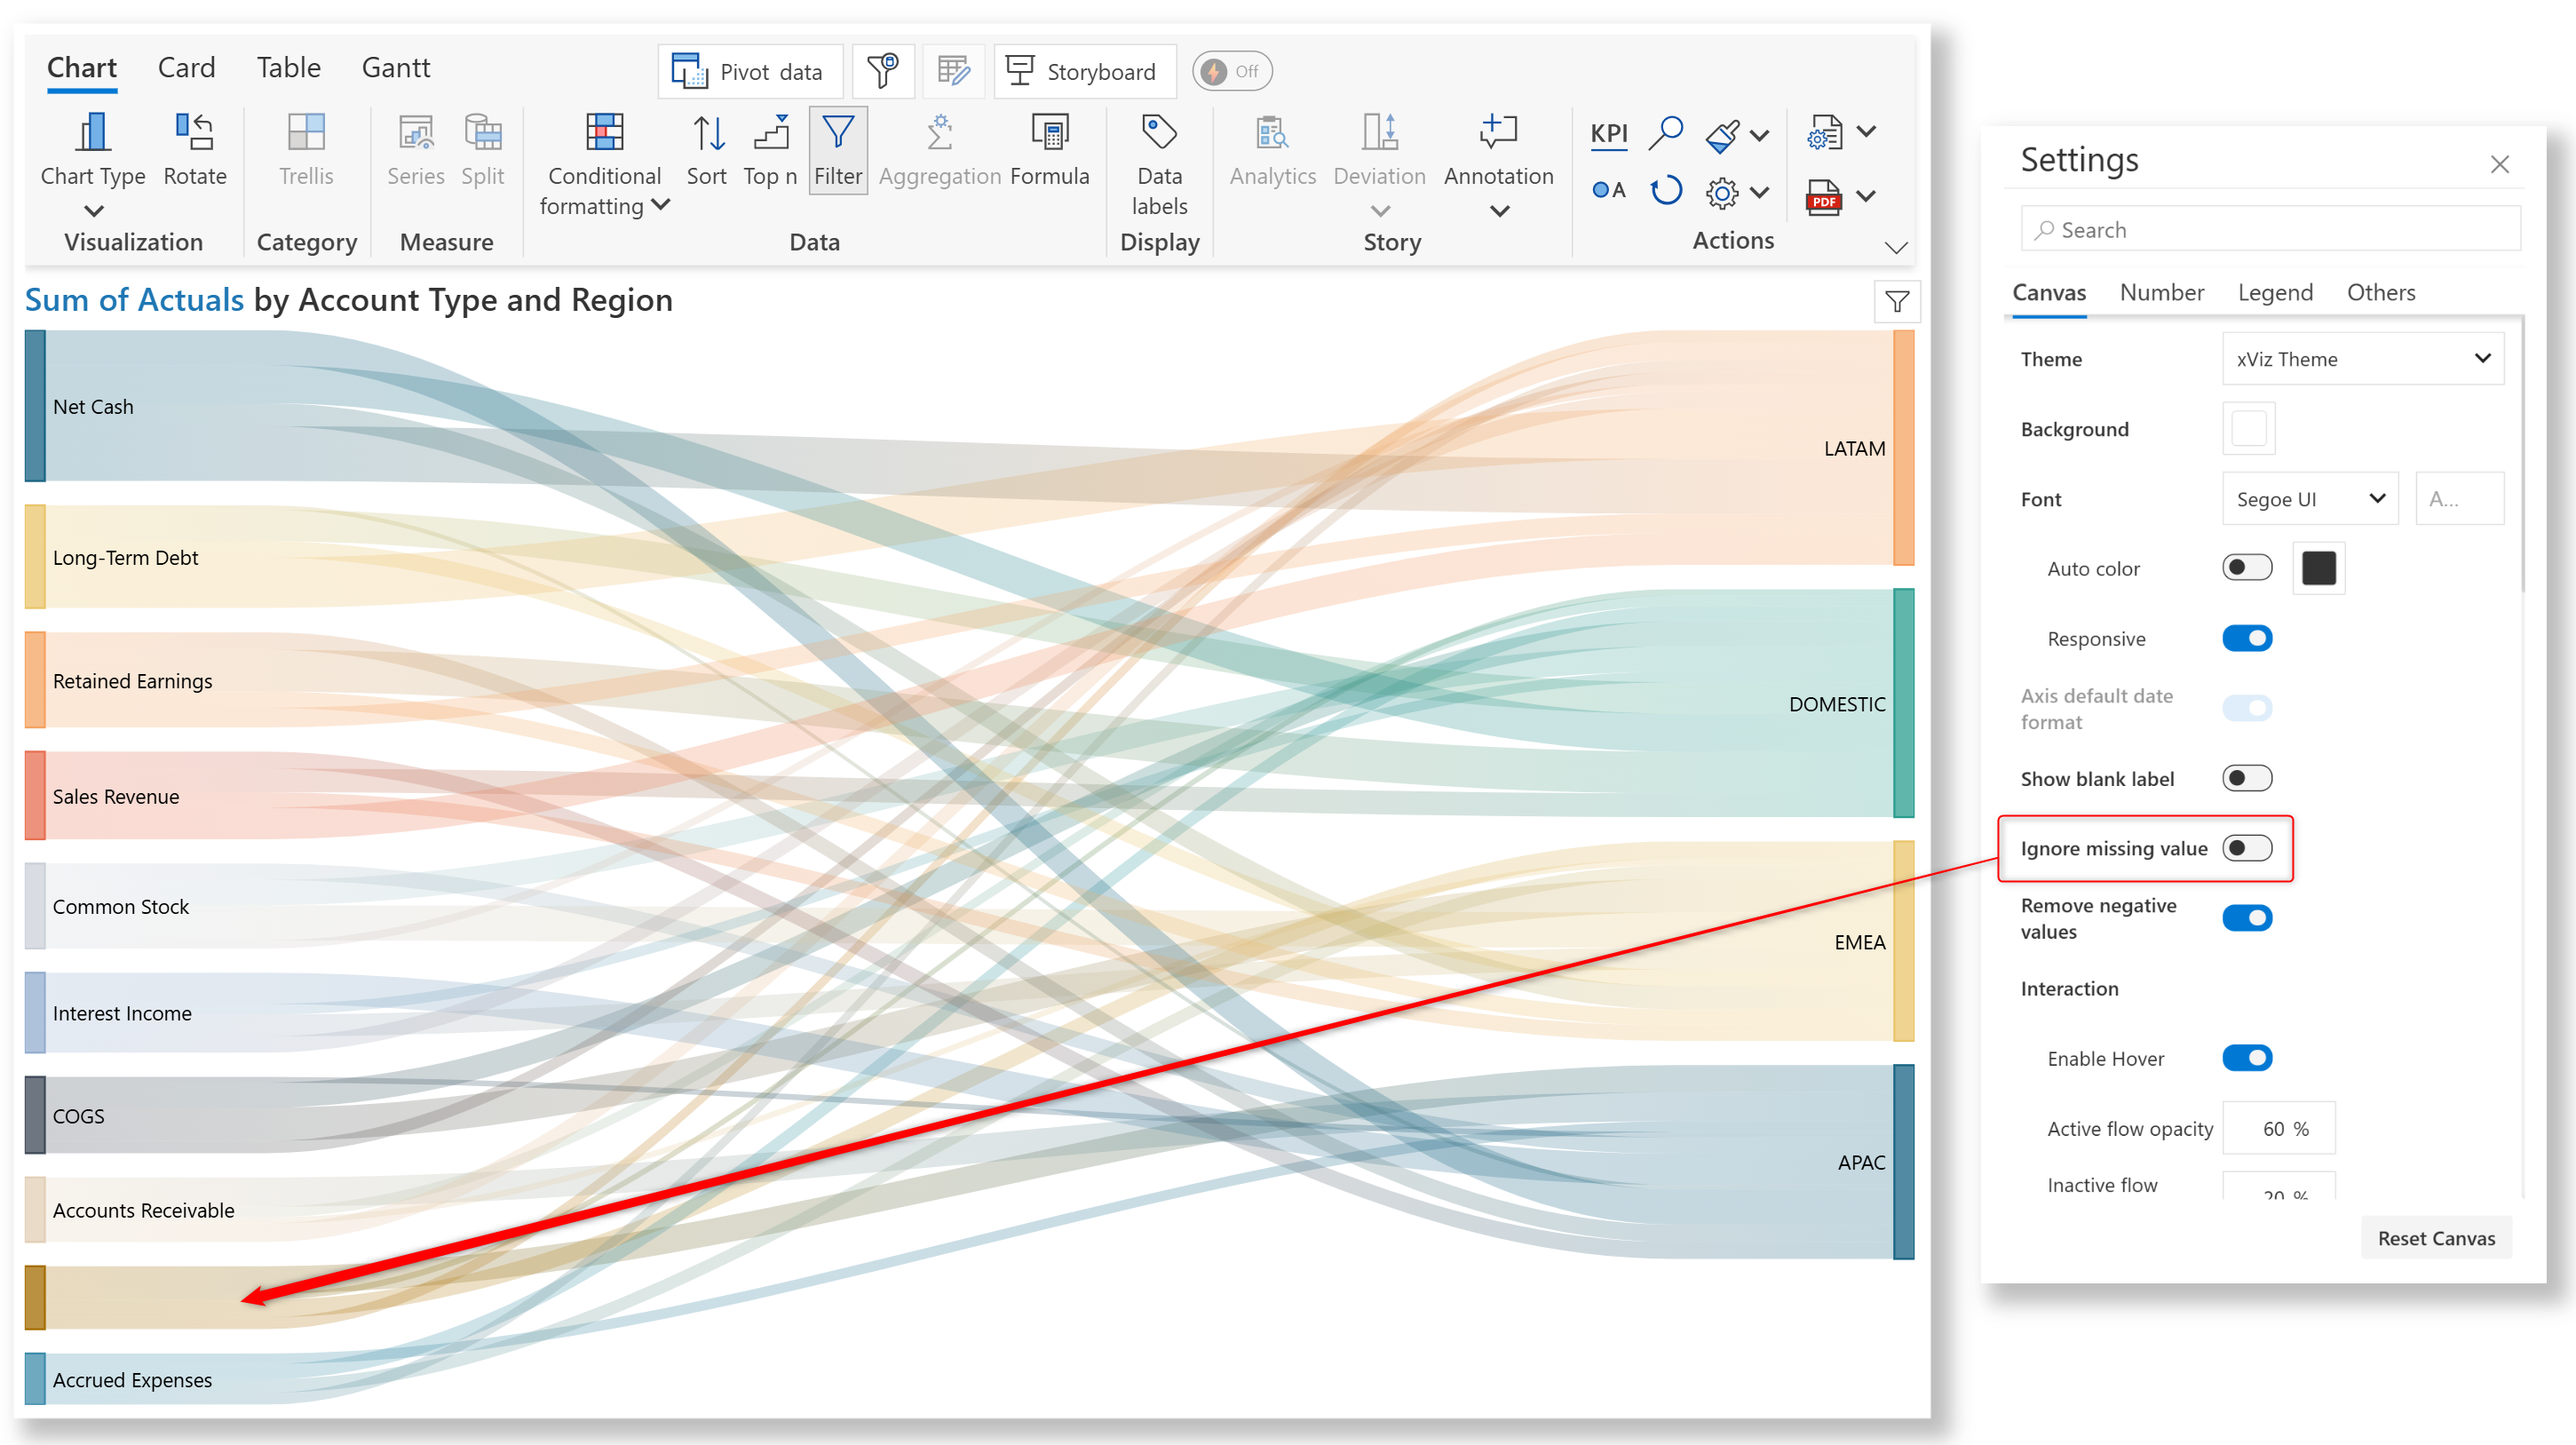 Chart Card Table Gantt
Pivot data
Storyboard
Off
Chart Type
Rotate
Trellis
Series
Split
Conditional
formatting
Sort
Top n
Filter
Aggregation
Formula
Data
labels
Analytics
Deviation
Annotation
KPI
A
PDF
Visualization
Category
Measure
Data
Display
Story
Actions
Sum of Actuals by Account Type and Region
Net Cash
Long-Term Debt
Retained Earnings
Sales Revenue
Common Stock
Interest Income
COGS
Accounts Receivable
Accrued Expenses
LATAM
DOMESTIC
EMEA
APAC
Settings
Search
Canvas Number Legend Others
Theme
xViz Theme
Background
Font
Segoe UI
A...
Auto color
Responsive
Axis default date
format
Show blank label
Ignore missing value
Remove negative
values
Interaction
Enable Hover
Active flow opacity
60 %
Inactive flow
20 %
Reset Canvas